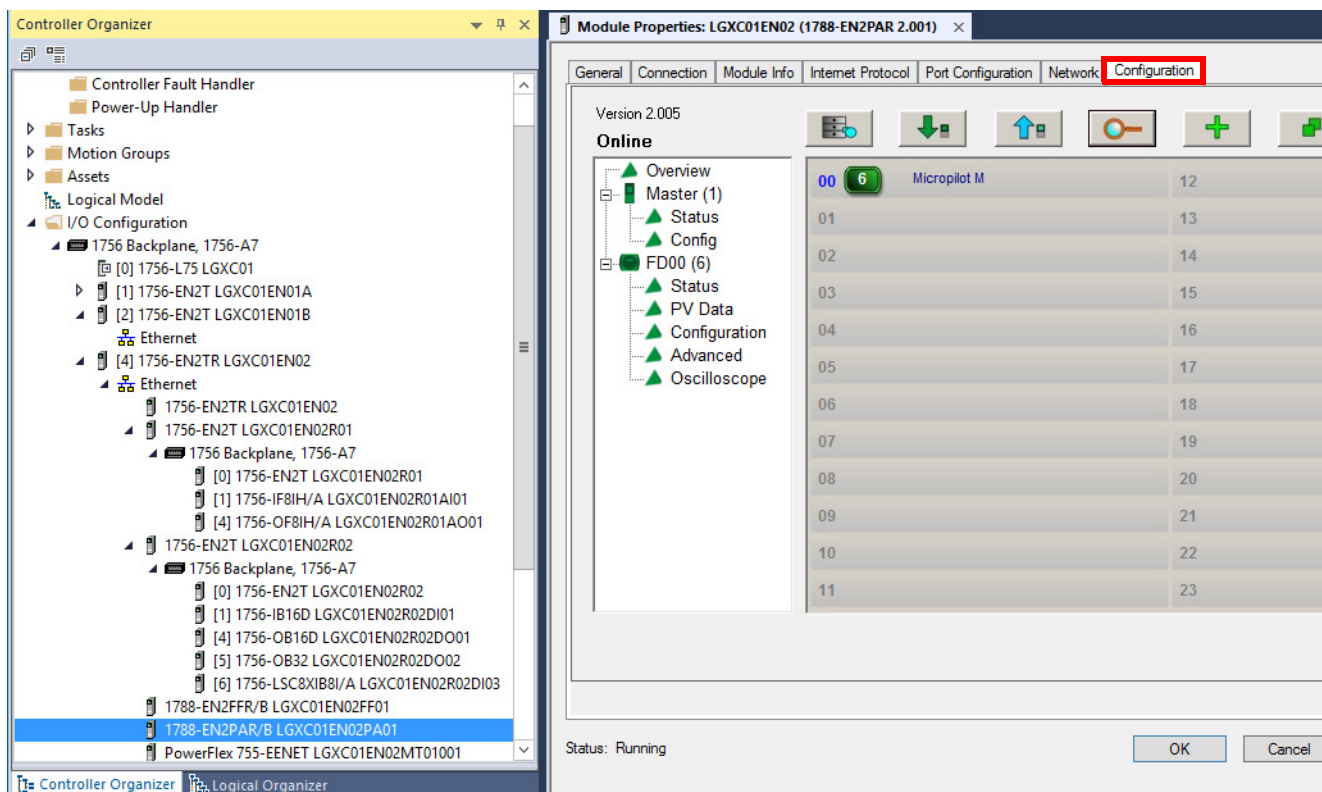 Controller Organizer
Controller Fault Handler
Power-Up Handler
Tasks
Motion Groups
Assets
Logical Model
I/O Configuration
1756 Backplane, 1756-A7
[0] 1756-L75 LGXC01
[1] 1756-EN2T LGXC01EN01A
[2] 1756-EN2T LGXC01EN01B
Ethernet
[4] 1756-EN2TR LGXC01EN02
Ethernet
1756-EN2TR LGXC01EN02
1756-EN2T LGXC01EN02R01
1756 Backplane, 1756-A7
[0] 1756-EN2T LGXC01EN02R01
[1] 1756-IF8IH/A LGXC01EN02R01AI01
[4] 1756-OF8IH/A LGXC01EN02R01AO01
1756-EN2T LGXC01EN02R02
1756 Backplane, 1756-A7
[0] 1756-EN2T LGXC01EN02R02
[1] 1756-IB16D LGXC01EN02R02DI01
[4] 1756-OB16D LGXC01EN02R02DO01
[5] 1756-OB32 LGXC01EN02R02DO02
[6] 1756-LSC8XIB8I/A LGXC01EN02R02DI03
1788-EN2FFR/B LGXC01EN02FF01
1788-EN2PAR/B LGXC01EN02PA01
PowerFlex 755-EENET LGXC01EN02MT01001
Controller Organizer Logical Organizer
Module Properties: LGXC01EN02 (1788-EN2PAR 2.001)
General Connection Module Info Internet Protocol Port Configuration Network Configuration
Version 2.005
Online
Overview
Master (1)
Status
Config
FD00 (6)
Status
PV Data
Configuration
Advanced
Oscilloscope
00 6 Micropilot M 12
01 13
02 14
03 15
04 16
05 17
06 18
07 19
08 20
09 21
10 22
11 23
Status: Running
OK Cancel